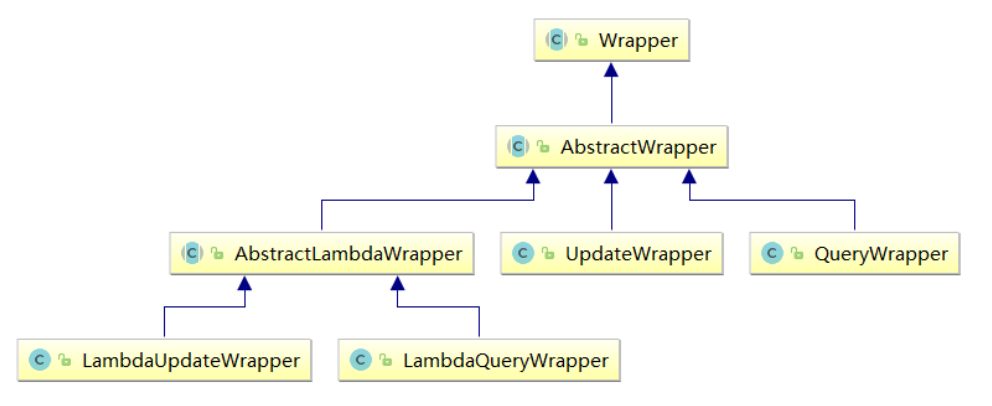 C Wrapper
C AbstractWrapper
C AbstractLambdaWrapper
C UpdateWrapper
C QueryWrapper
C LambdaUpdateWrapper
C LambdaQueryWrapper